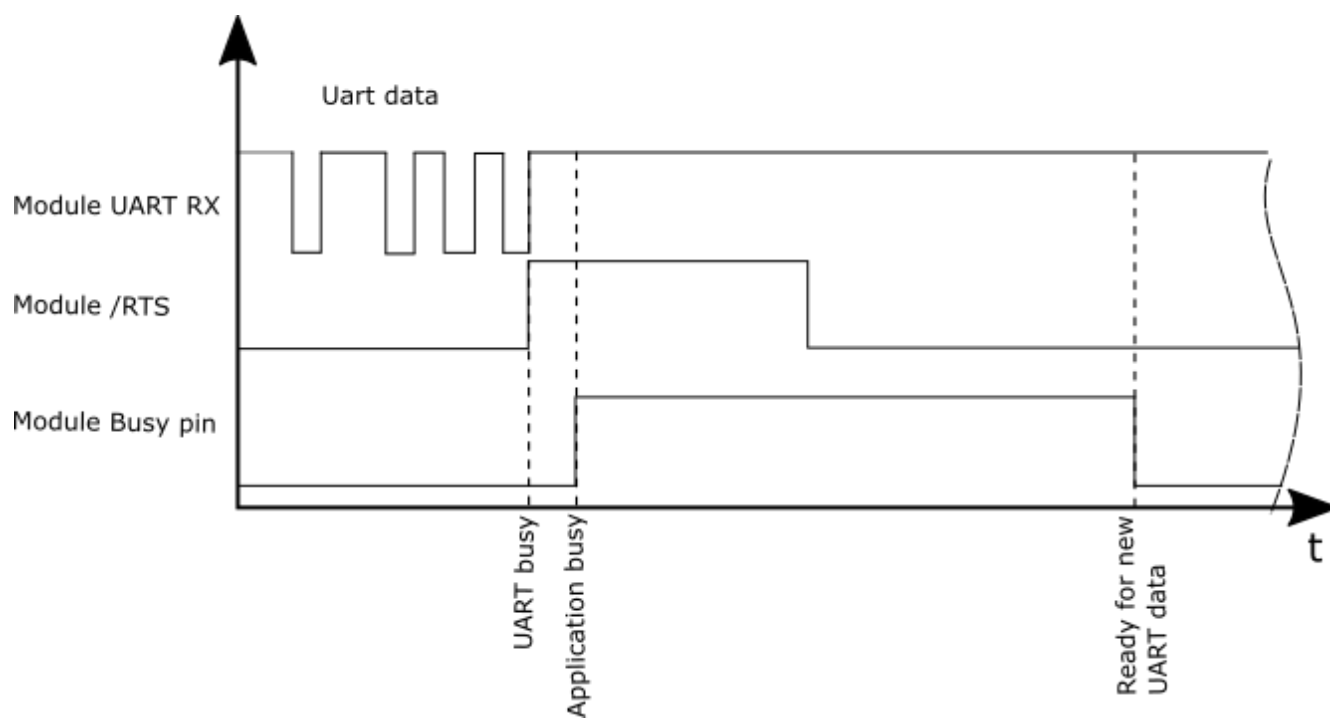 Uart data
Module UART RX
Module /RTS
Module Busy pin
t
UART busy
Application busy
Ready for new
UART data